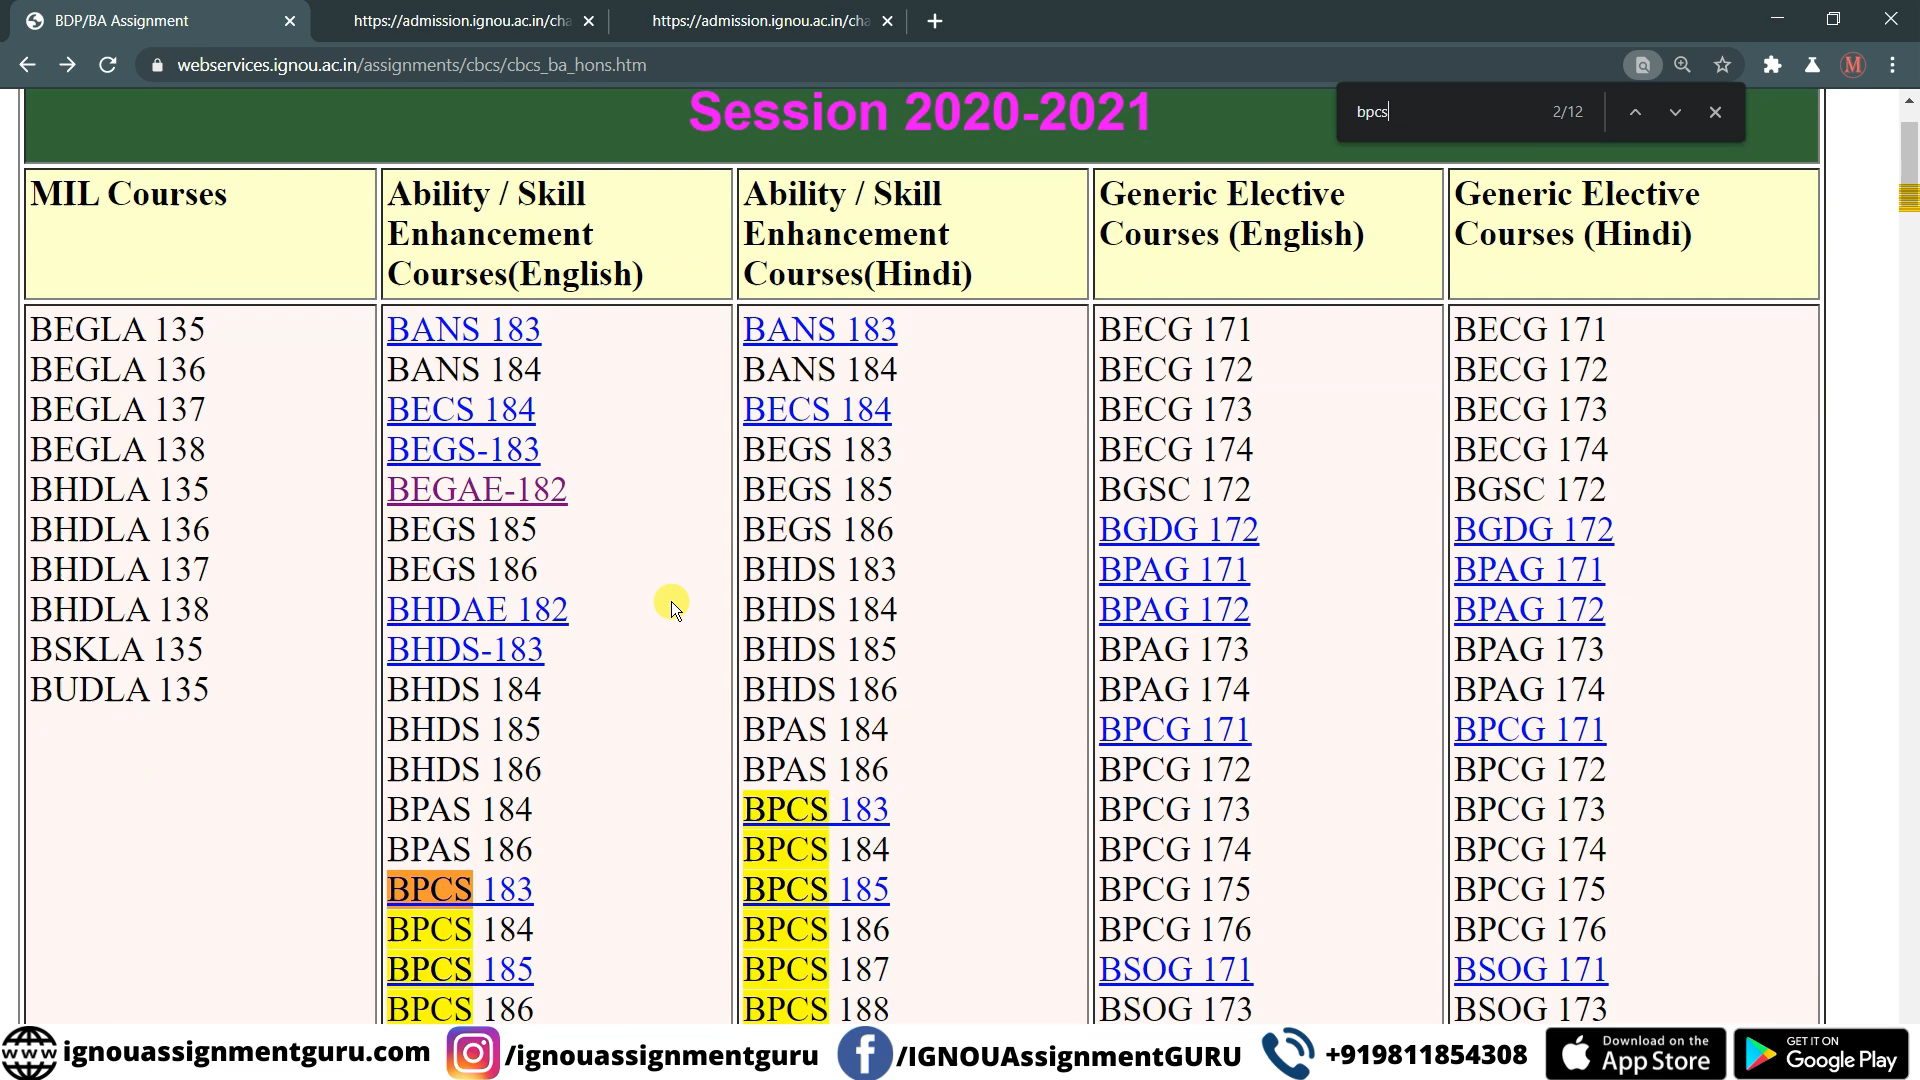 BDP/BA Assignment
https://admission.ignou.ac.in/cha
https://admission.ignou.ac.in/cha
webservices.ignou.ac.in/assignments/cbcs/cbcs_ba_hons.htm
M
bpcs
2/12
Session 2020-2021
MIL Courses
Ability / Skill
Enhancement
Courses(English)
Ability / Skill
Enhancement
Courses(Hindi)
Generic Elective
Courses (English)
Generic Elective
Courses (Hindi)
BEGLA 135
BEGLA 136
BEGLA 137
BEGLA 138
BHDLA 135
BHDLA 136
BHDLA 137
BHDLA 138
BSKLA 135
BUDLA 135
BANS 183
BANS 184
BECS 184
BEGS-183
BEGAE-182
BEGS 185
BEGS 186
BHDAE 182
BHDS-183
BHDS 184
BHDS 185
BHDS 186
BPAS 184
BPAS 186
BPCS 183
BPCS 184
BPCS 185
BPCS 186
BANS 183
BANS 184
BECS 184
BEGS 183
BEGS 185
BEGS 186
BHDS 183
BHDS 184
BHDS 185
BHDS 186
BPAS 184
BPAS 186
BPCS 183
BPCS 184
BPCS 185
BPCS 186
BPCS 187
BPCS 188
BECG 171
BECG 172
BECG 173
BECG 174
BGSC 172
BGDG 172
BPAG 171
BPAG 172
BPAG 173
BPAG 174
BPCG 171
BPCG 172
BPCG 173
BPCG 174
BPCG 175
BPCG 176
BSOG 171
BSOG 173
BECG 171
BECG 172
BECG 173
BECG 174
BGSC 172
BGDG 172
BPAG 171
BPAG 172
BPAG 173
BPAG 174
BPCG 171
BPCG 172
BPCG 173
BPCG 174
BPCG 175
BPCG 176
BSOG 171
BSOG 173
www
ignouassignmentguru.com
/ignouassignmentguru
/IGNOUAssignmentGURU
+919811854308
Download on the
App Store
GET IT ON
Google Play